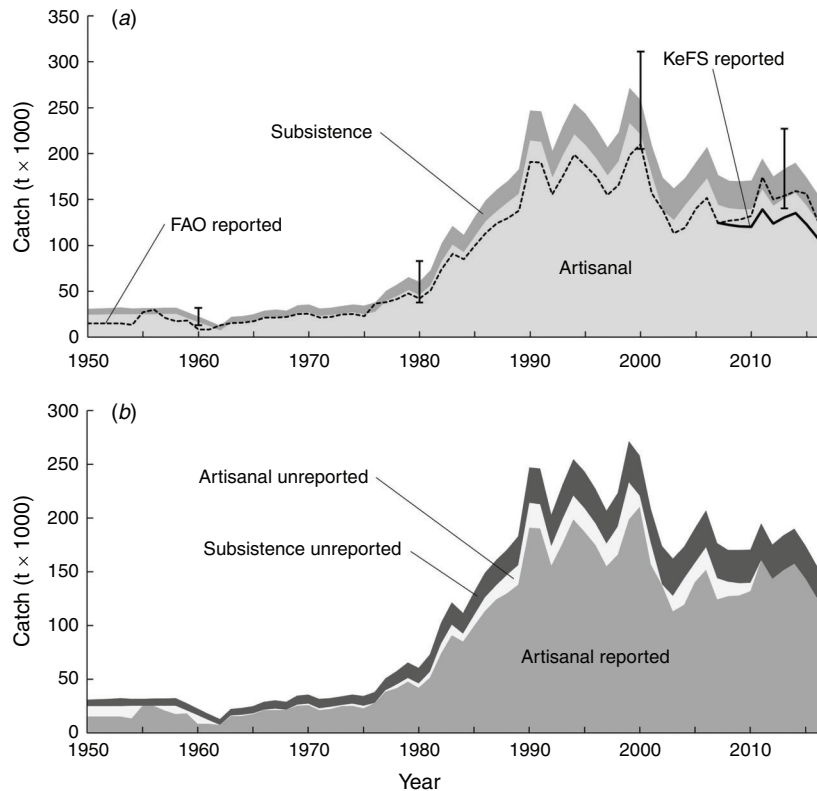 (a)
350
300
250
200
150
100
50
0
Catch (t × 1000)
KeFS reported
Subsistence
FAO reported
Artisanal
1950 1960 1970 1980 1990 2000 2010
(b)
300
250
200
150
100
50
0
Catch (t × 1000)
Artisanal unreported
Subsistence unreported
Artisanal reported
1950 1960 1970 1980 1990 2000 2010
Year